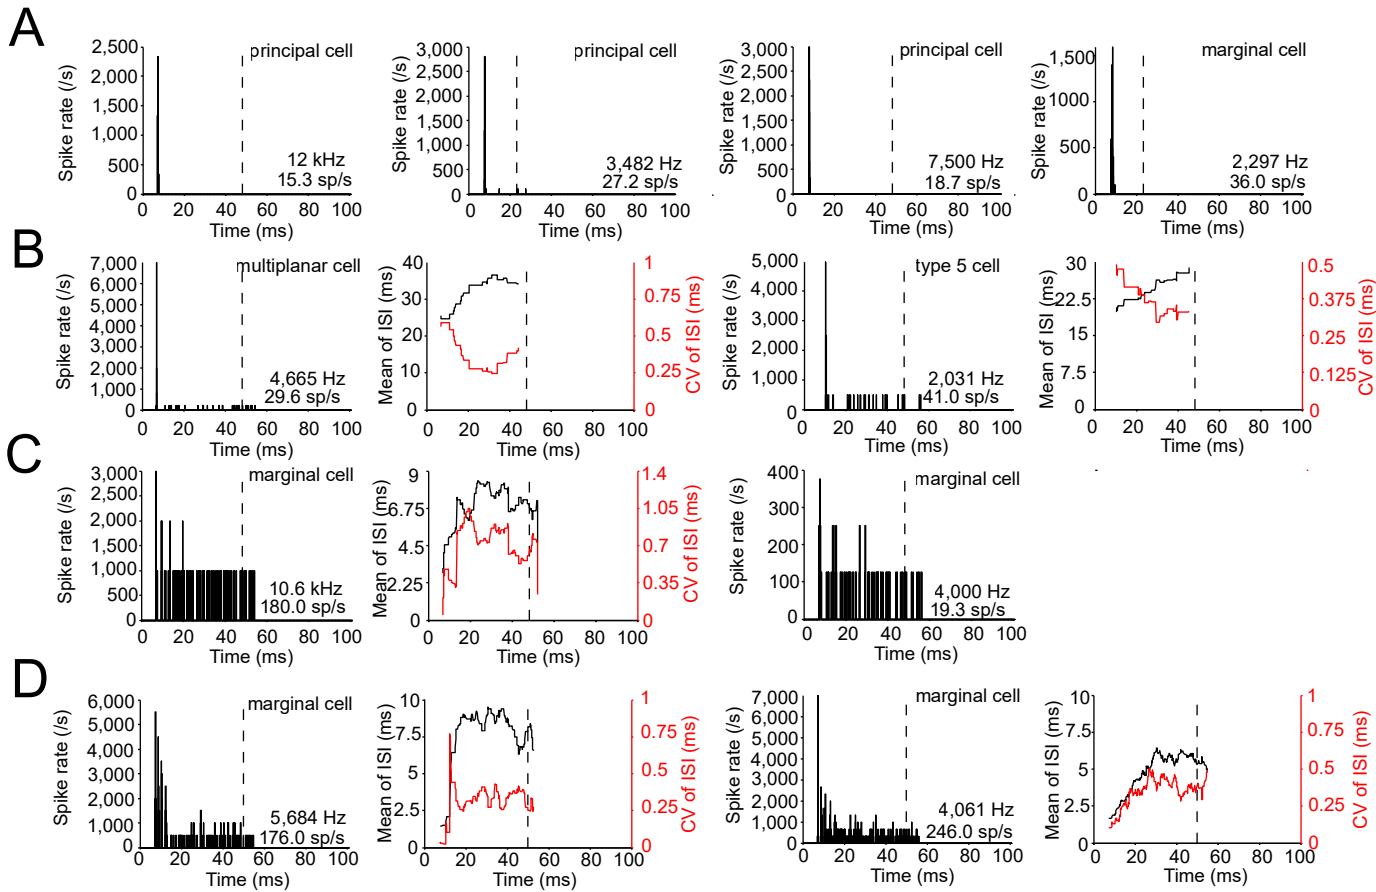 A
principal cell
Spike rate (/s)
2,500
2,000
1,500
1,000
500
0
12 kHz
15.3 sp/s
0 20 40 60 80 100
Time (ms)
principal cell
Spike rate (/s)
3,000
2,500
2,000
1,500
1,000
500
0
3,482 Hz
27.2 sp/s
0 20 40 60 80 100
Time (ms)
principal cell
Spike rate (/s)
3,000
2,500
2,000
1,500
1,000
500
0
7,500 Hz
18.7 sp/s
0 20 40 60 80 100
Time (ms)
marginal cell
Spike rate (/s)
1,500
1000
500
0
2,297 Hz
36.0 sp/s
0 20 40 60 80 100
Time (ms)
B
multiplanar cell
Spike rate (/s)
7,000
6,000
5,000
4,000
3,000
2,000
1,000
0
4,665 Hz
29.6 sp/s
0 20 40 60 80 100
Time (ms)
Mean of ISI (ms)
40
30
20
10
0
1
0.75
0.5
0.25
0
CV of ISI (ms)
0 20 40 60 80 100
Time (ms)
type 5 cell
Spike rate (/s)
5,000
4,000
3,000
2,000
1,000
0
2,031 Hz
41.0 sp/s
0 20 40 60 80 100
Time (ms)
Mean of ISI (ms)
30
22.5
15
7.5
0
0.5
0.375
0.25
0.125
0
CV of ISI (ms)
0 20 40 60 80 100
Time (ms)
C
marginal cell
Spike rate (/s)
3,000
2,500
2,000
1,500
1,000
500
0
10.6 kHz
180.0 sp/s
0 20 40 60 80 100
Time (ms)
Mean of ISI (ms)
9
6.75
4.5
2.25
0
1.4
1.05
0.7
0.35
0
CV of ISI (ms)
0 20 40 60 80 100
Time (ms)
marginal cell
Spike rate (/s)
400
300
200
100
0
4,000 Hz
19.3 sp/s
0 20 40 60 80 100
Time (ms)
D
marginal cell
Spike rate (/s)
6,000
5,000
4,000
3,000
2,000
1,000
0
5,684 Hz
176.0 sp/s
0 20 40 60 80 100
Time (ms)
Mean of ISI (ms)
10
7.5
5
2.5
0
1
0.75
0.5
0.25
0
CV of ISI (ms)
0 20 40 60 80 100
Time (ms)
marginal cell
Spike rate (/s)
7,000
6,000
5,000
4,000
3,000
2,000
1,000
0
4,061 Hz
246.0 sp/s
0 20 40 60 80 100
Time (ms)
Mean of ISI (ms)
10
7.5
5
2.5
0
1
0.75
0.5
0.25
0
CV of ISI (ms)
0 20 40 60 80 100
Time (ms)